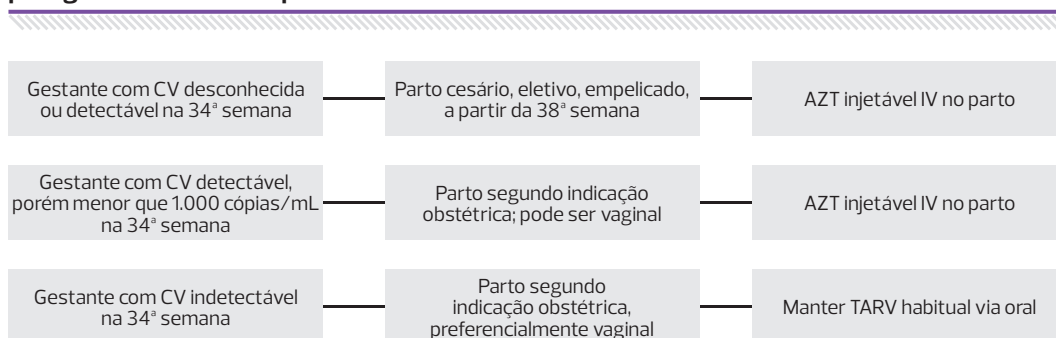 Gestante com CV desconhecida
ou detectável na 34ª semana
Parto cesário, eletivo, empelicado,
a partir da 38ª semana
AZT injetável IV no parto
Gestante com CV detectável,
porém menor que 1.000 cópias/mL
na 34ª semana
Parto segundo indicação
obstétrica; pode ser vaginal
AZT injetável IV no parto
Gestante com CV indetectável
na 34ª semana
Parto segundo
indicação obstétrica,
preferencialmente vaginal
Manter TARV habitual via oral